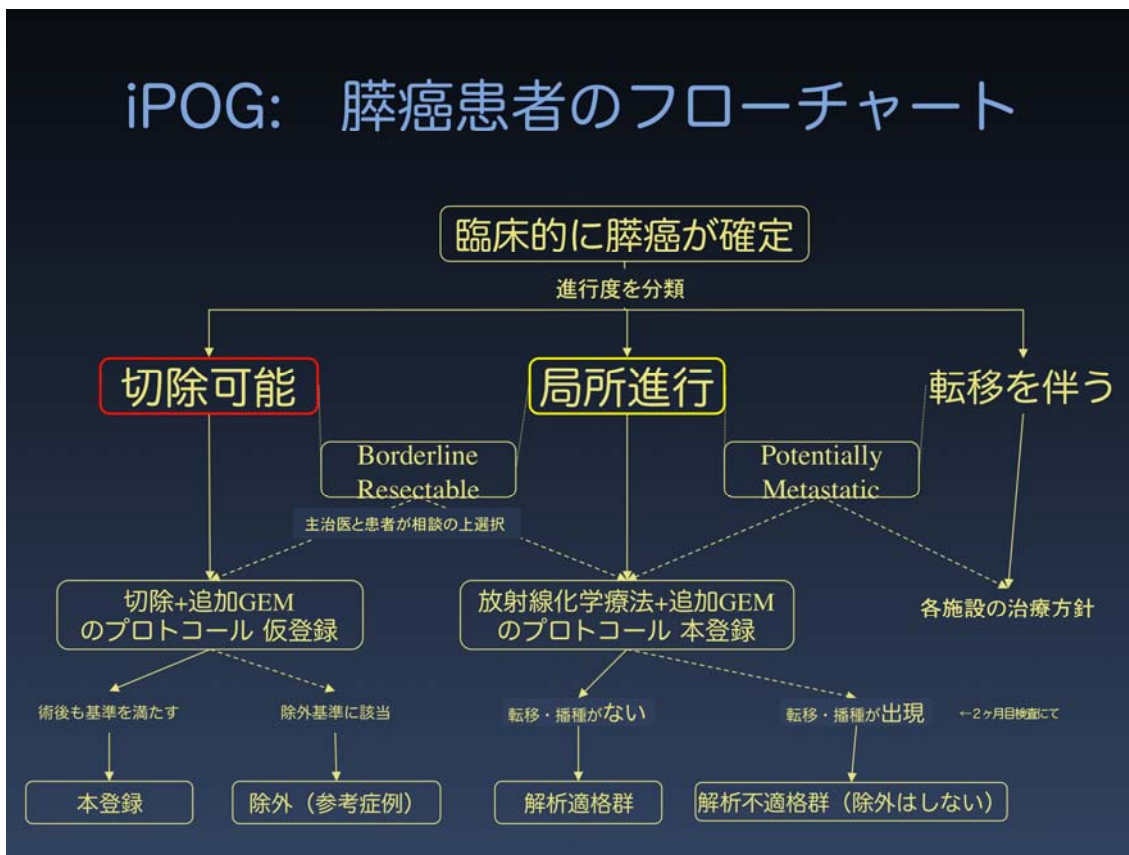 iPOG: 膵癌患者のフローチャート
臨床的に膵癌が確定
進行度を分類
切除可能
局所進行
転移を伴う
Borderline
Resectable
Potentially
Metastatic
主治医と患者が相談の上選択
切除+追加GEM
のプロトコール 仮登録
放射線化学療法+追加GEM
のプロトコール 本登録
各施設の治療方針
術後も基準を満たす
除外基準に該当
転移・播種がない
転移・播種が出現
←2ヶ月目検査にて
本登録
除外（参考症例）
解析適格群
解析不適格群（除外はしない）